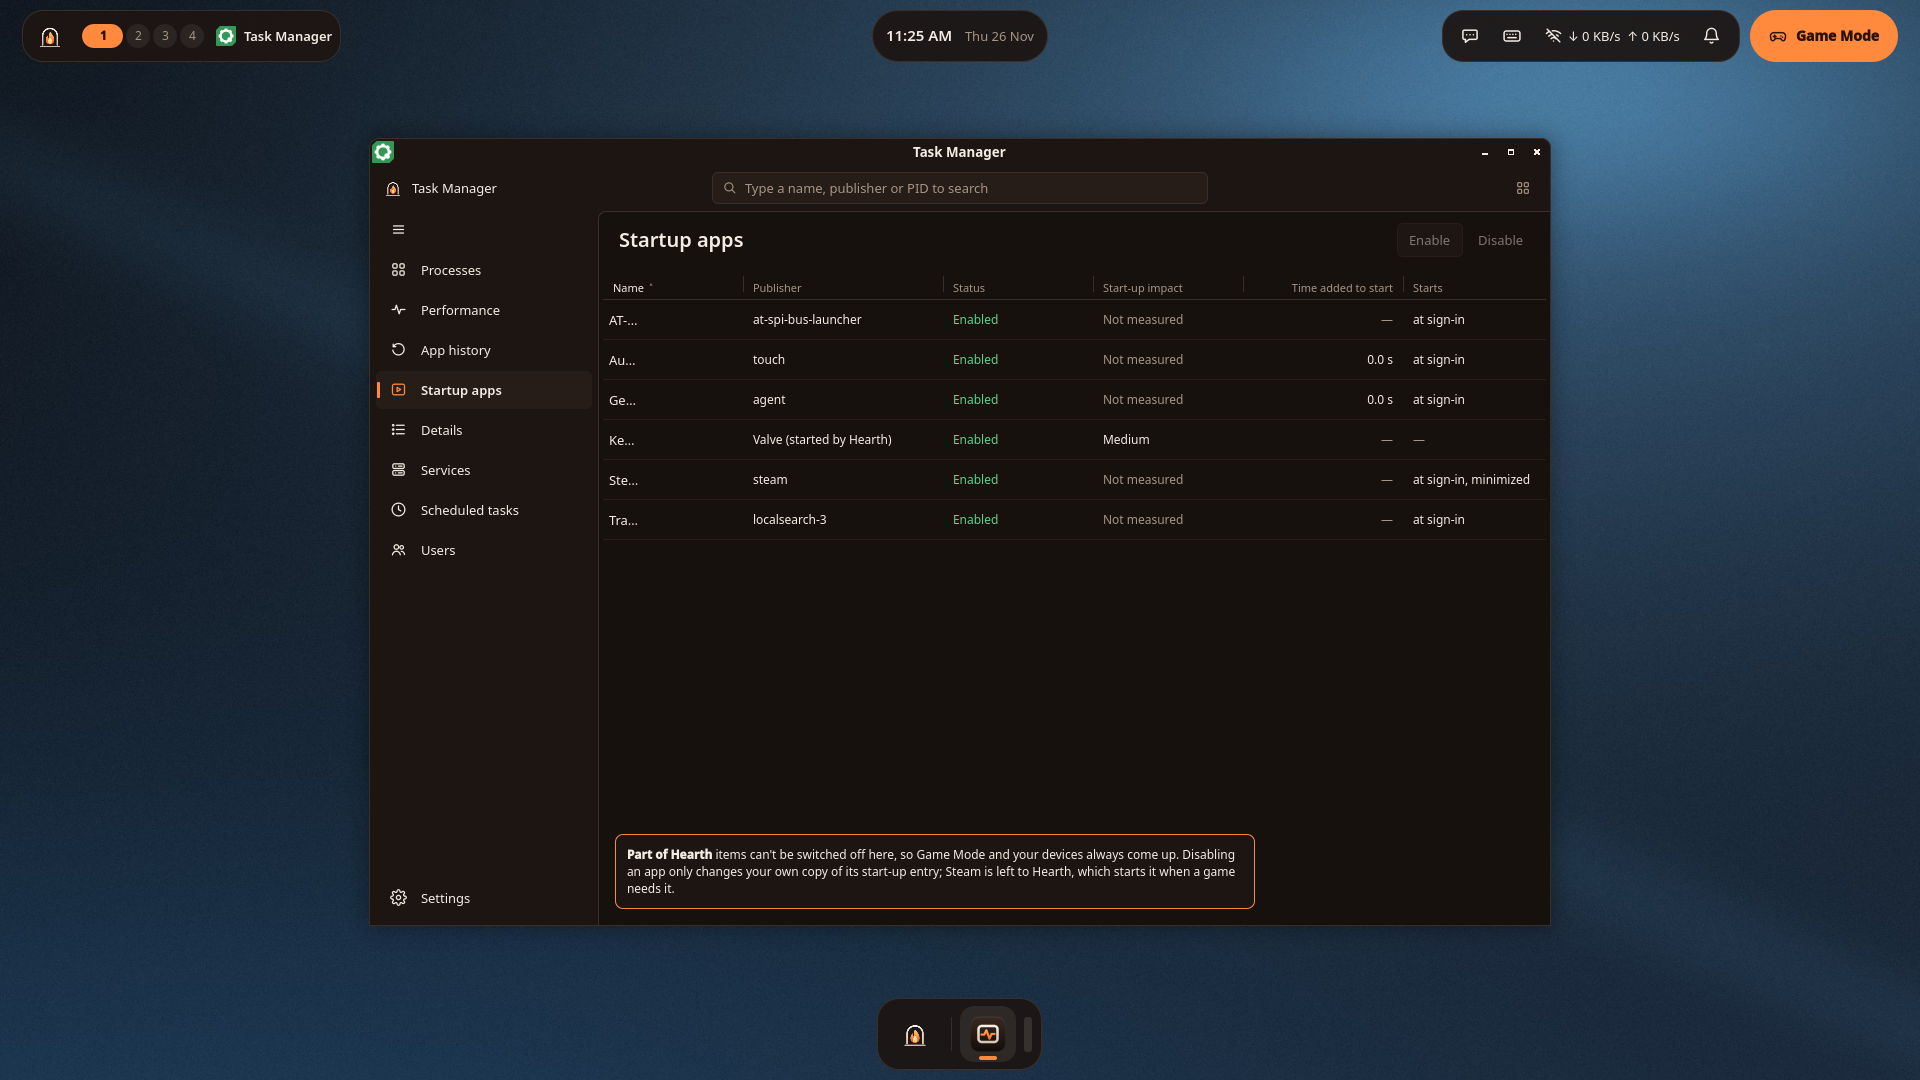 1 2 3 4 Task Manager
11:25 AM Thu 26 Nov
↓ 0 KB/s ↑ 0 KB/s
Game Mode
Task Manager
Task Manager
Type a name, publisher or PID to search
Processes
Performance
App history
Startup apps
Details
Services
Scheduled tasks
Users
Settings
Startup apps
Enable Disable
Name Publisher Status Start-up impact Time added to start Starts
AT-... at-spi-bus-launcher Enabled Not measured — at sign-in
Au... touch Enabled Not measured 0.0 s at sign-in
Ge... agent Enabled Not measured 0.0 s at sign-in
Ke... Valve (started by Hearth) Enabled Medium — —
Ste... steam Enabled Not measured — at sign-in, minimized
Tra... localsearch-3 Enabled Not measured — at sign-in
Part of Hearth items can't be switched off here, so Game Mode and your devices always come up. Disabling
an app only changes your own copy of its start-up entry; Steam is left to Hearth, which starts it when a game
needs it.